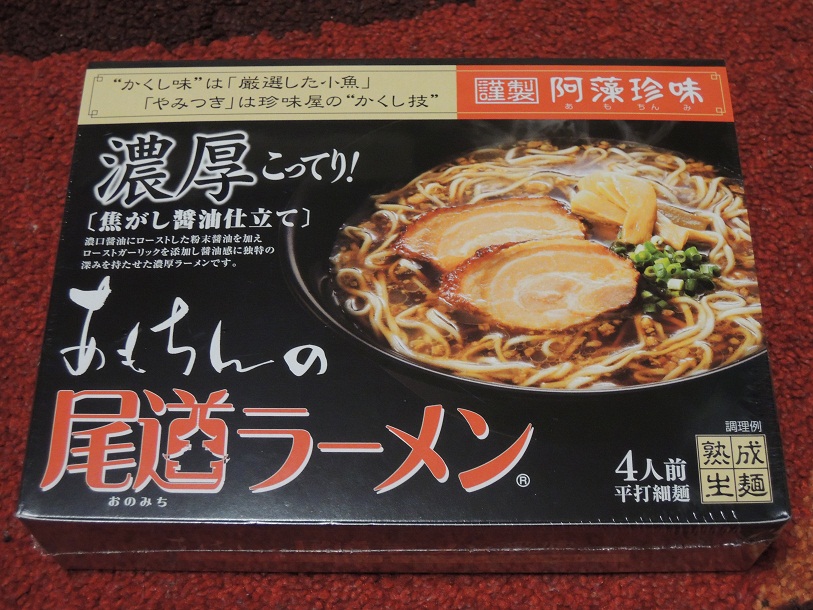 “かくし味”は「厳選した小魚」
「やみつき」は珍味屋の“かくし技”
謹製 阿藻珍味
あもちんみ
濃厚こってり!
〔焦がし醤油仕立て〕
濃口醤油にローストした粉末醤油を加え
ローストガーリックを添加し醤油感に独特の
深みを持たせた濃厚ラーメンです。
あもちんの
尾道ラーメン®
おのみち
調理例
4人前
平打細麺
熟成
生麺